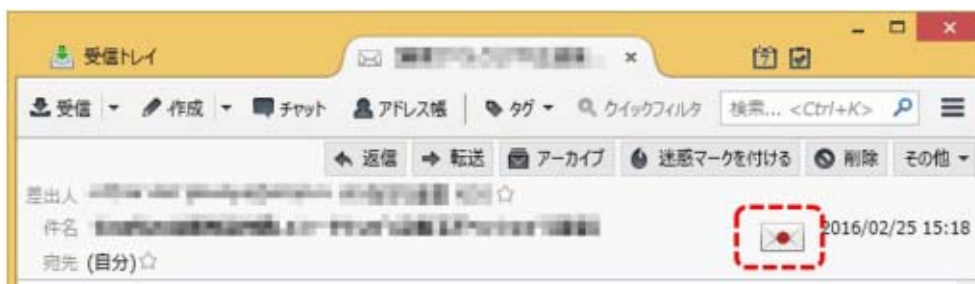 受信トレイ
受信 作成 チャット アドレス帳 タグ クイックフィルタ 検索... <Ctrl+K>
返信 転送 アーカイブ 迷惑マークを付ける 削除 その他
差出人
件名 2016/02/25 15:18
宛先 (自分)